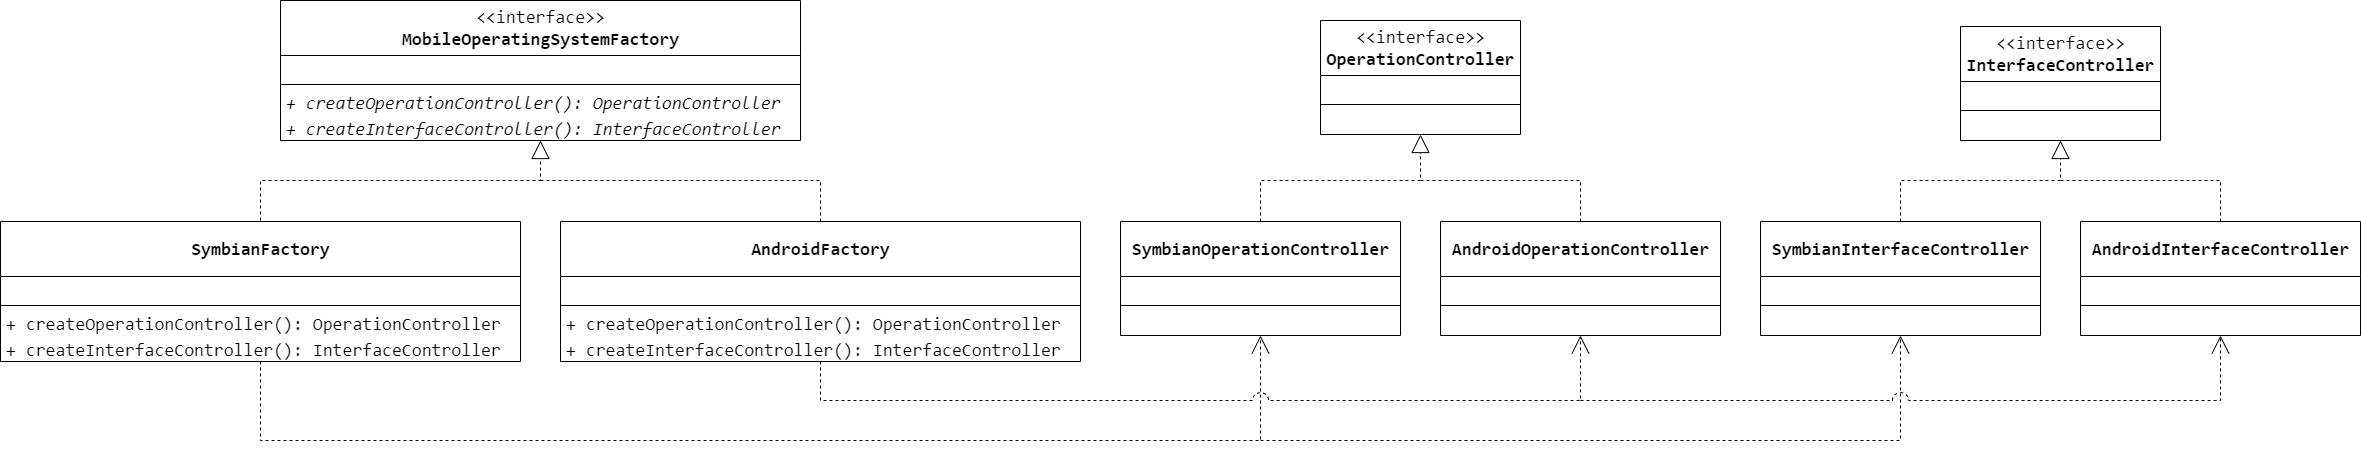 <<interface>>
MobileOperatingSystemFactory
+ createOperationController(): OperationController
+ createInterfaceController(): InterfaceController
<<interface>>
OperationController
<<interface>>
InterfaceController
SymbianFactory
+ createOperationController(): OperationController
+ createInterfaceController(): InterfaceController
AndroidFactory
+ createOperationController(): OperationController
+ createInterfaceController(): InterfaceController
SymbianOperationController
AndroidOperationController
SymbianInterfaceController
AndroidInterfaceController